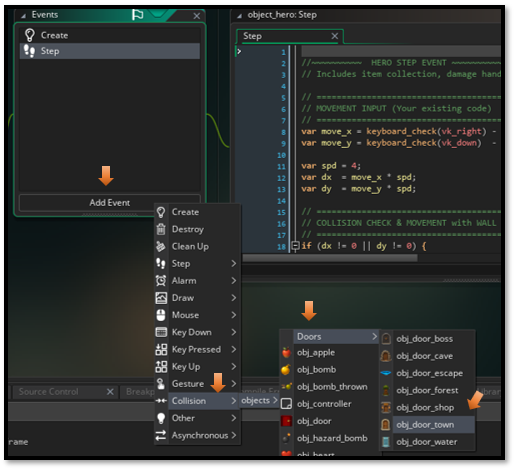 Events
Create
Step
Add Event
object_hero: Step
Step
1
2 //~~~~~~~~~~ HERO STEP EVENT ~~~~~~~~~~
3 // Includes item collection, damage hand
4
5 // ====================================
6 // MOVEMENT INPUT (Your existing code)
7 // ====================================
8 var move_x = keyboard_check(vk_right) -
9 var move_y = keyboard_check(vk_down) -
10
11 var spd = 4;
12 var dx = move_x * spd;
13 var dy = move_y * spd;
14
15 // ====================================
16 // COLLISION CHECK & MOVEMENT with WALL
17 // ====================================
18 if (dx != 0 || dy != 0) {
Create
Destroy
Clean Up
Step
Alarm
Draw
Mouse
Key Down
Key Pressed
Key Up
Gesture
Collision
Other
Asynchronous
objects
Doors
obj_apple
obj_bomb
obj_bomb_thrown
obj_controller
obj_door
obj_hazard_bomb
obj_heart
obj_door_boss
obj_door_cave
obj_door_escape
obj_door_forest
obj_door_shop
obj_door_town
obj_door_water
Source Control
rame